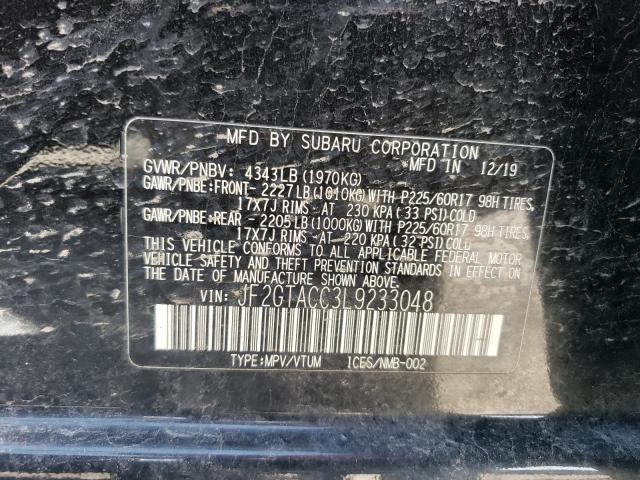 MFD BY SUBARU CORPORATION
GVWR/PNBV: 4343LB(1970KG) MFD IN 12/19
GAWR/PNBE:FRONT- 2227LB(1010KG)WITH P225/60R17 98H TIRES,
17X7J RIMS- AT 230 KPA(33 PSI)COLD
GAWR/PNBE:REAR - 2205LB(1000KG)WITH P225/60R17 98H TIRES,
17X7J RIMS- AT 220 KPA(32 PSI)COLD
THIS VEHICLE CONFORMS TO ALL APPLICABLE FEDERAL MOTOR
VEHICLE SAFETY AND THEFT PREVENTION STANDARDS IN EFFECT ON
THE DATE OF MANUFACTURE SHOWN ABOVE.
VIN: JF2GTACC3L9233048
TYPE:MPV/VTUM ICES/NMB-002